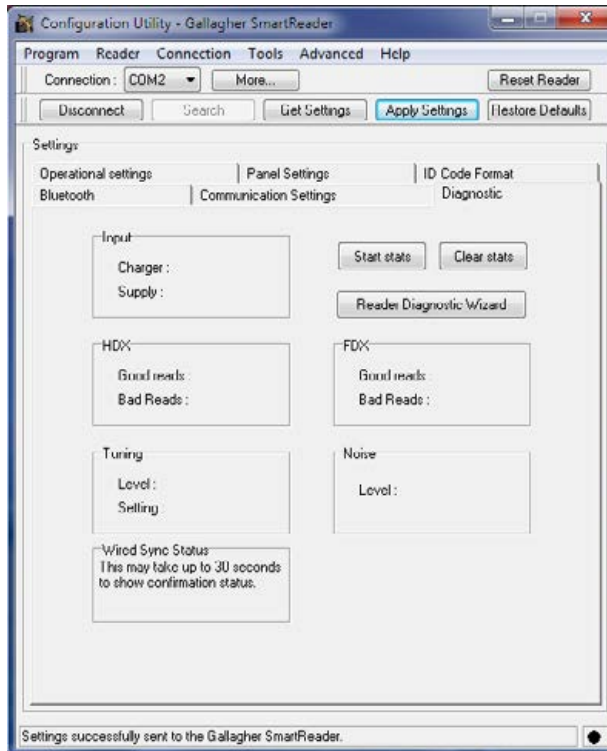 Configuration Utility - Gallagher SmartReader
Program Reader Connection Tools Advanced Help
Connection : COM2 More... Reset Reader
Disconnect Search Get Settings Apply Settings Restore Defaults
Settings
Operational settings Panel Settings ID Code Format
Bluetooth Communication Settings Diagnostic
Input
Charger :
Supply :
Start stats Clear stats
Reader Diagnostic Wizard
HDX
Good reads :
Bad Reads :
FDX
Good reads :
Bad Reads :
Tuning
Level :
Setting :
Noise
Level :
Wired Sync Status
This may take up to 30 seconds
to show confirmation status.
Settings successfully sent to the Gallagher SmartReader.